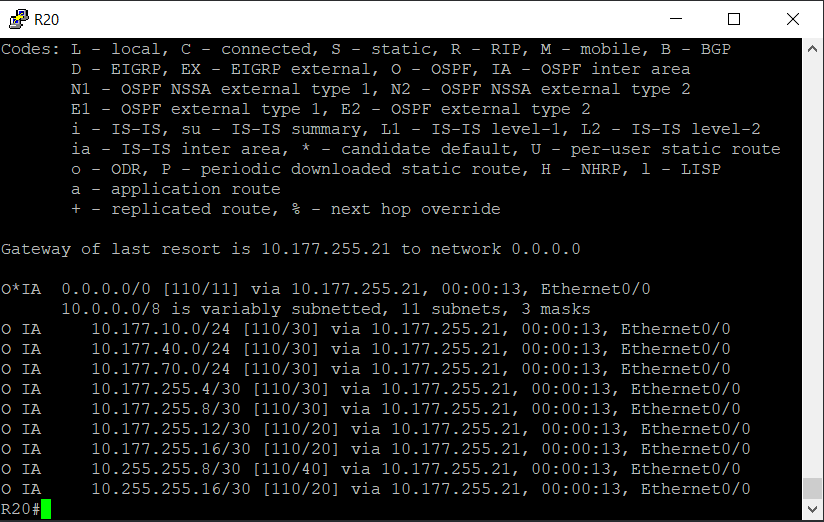 R20
Codes: L - local, C - connected, S - static, R - RIP, M - mobile, B - BGP
       D - EIGRP, EX - EIGRP external, O - OSPF, IA - OSPF inter area
       N1 - OSPF NSSA external type 1, N2 - OSPF NSSA external type 2
       E1 - OSPF external type 1, E2 - OSPF external type 2
       i - IS-IS, su - IS-IS summary, L1 - IS-IS level-1, L2 - IS-IS level-2
       ia - IS-IS inter area, * - candidate default, U - per-user static route
       o - ODR, P - periodic downloaded static route, H - NHRP, l - LISP
       a - application route
       + - replicated route, % - next hop override
Gateway of last resort is 10.177.255.21 to network 0.0.0.0
O*IA  0.0.0.0/0 [110/11] via 10.177.255.21, 00:00:13, Ethernet0/0
      10.0.0.0/8 is variably subnetted, 11 subnets, 3 masks
O IA     10.177.10.0/24 [110/30] via 10.177.255.21, 00:00:13, Ethernet0/0
O IA     10.177.40.0/24 [110/30] via 10.177.255.21, 00:00:13, Ethernet0/0
O IA     10.177.70.0/24 [110/30] via 10.177.255.21, 00:00:13, Ethernet0/0
O IA     10.177.255.4/30 [110/30] via 10.177.255.21, 00:00:13, Ethernet0/0
O IA     10.177.255.8/30 [110/30] via 10.177.255.21, 00:00:13, Ethernet0/0
O IA     10.177.255.12/30 [110/20] via 10.177.255.21, 00:00:13, Ethernet0/0
O IA     10.177.255.16/30 [110/20] via 10.177.255.21, 00:00:13, Ethernet0/0
O IA     10.255.255.8/30 [110/40] via 10.177.255.21, 00:00:13, Ethernet0/0
O IA     10.255.255.16/30 [110/20] via 10.177.255.21, 00:00:13, Ethernet0/0
R20#